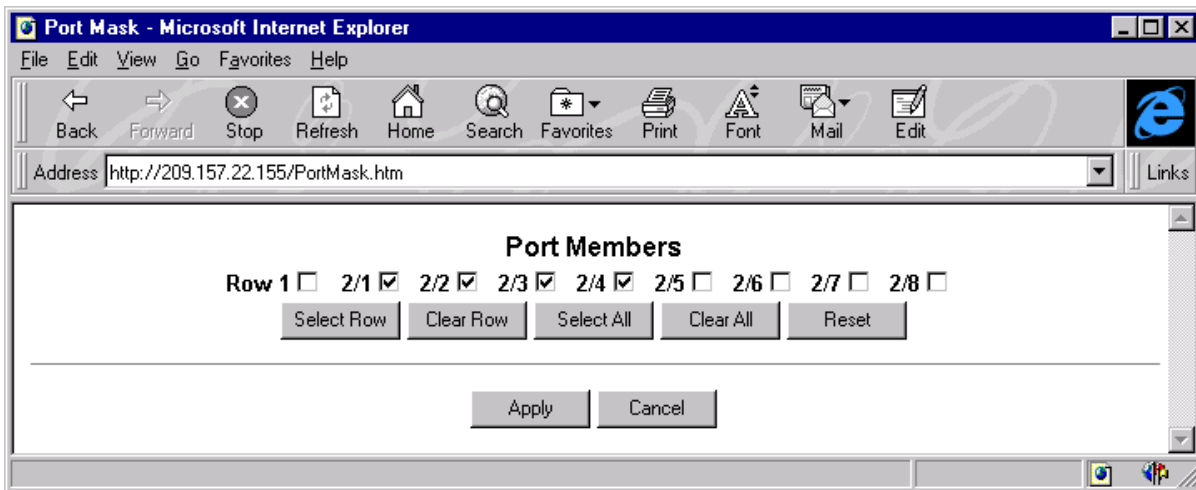 Port Mask - Microsoft Internet Explorer
File Edit View Go Favorites Help
Back Forward Stop Refresh Home Search Favorites Print Font Mail Edit
Address http://209.157.22.155/PortMask.htm Links
Port Members
Row 1 2/1 2/2 2/3 2/4 2/5 2/6 2/7 2/8
Select Row Clear Row Select All Clear All Reset
Apply Cancel